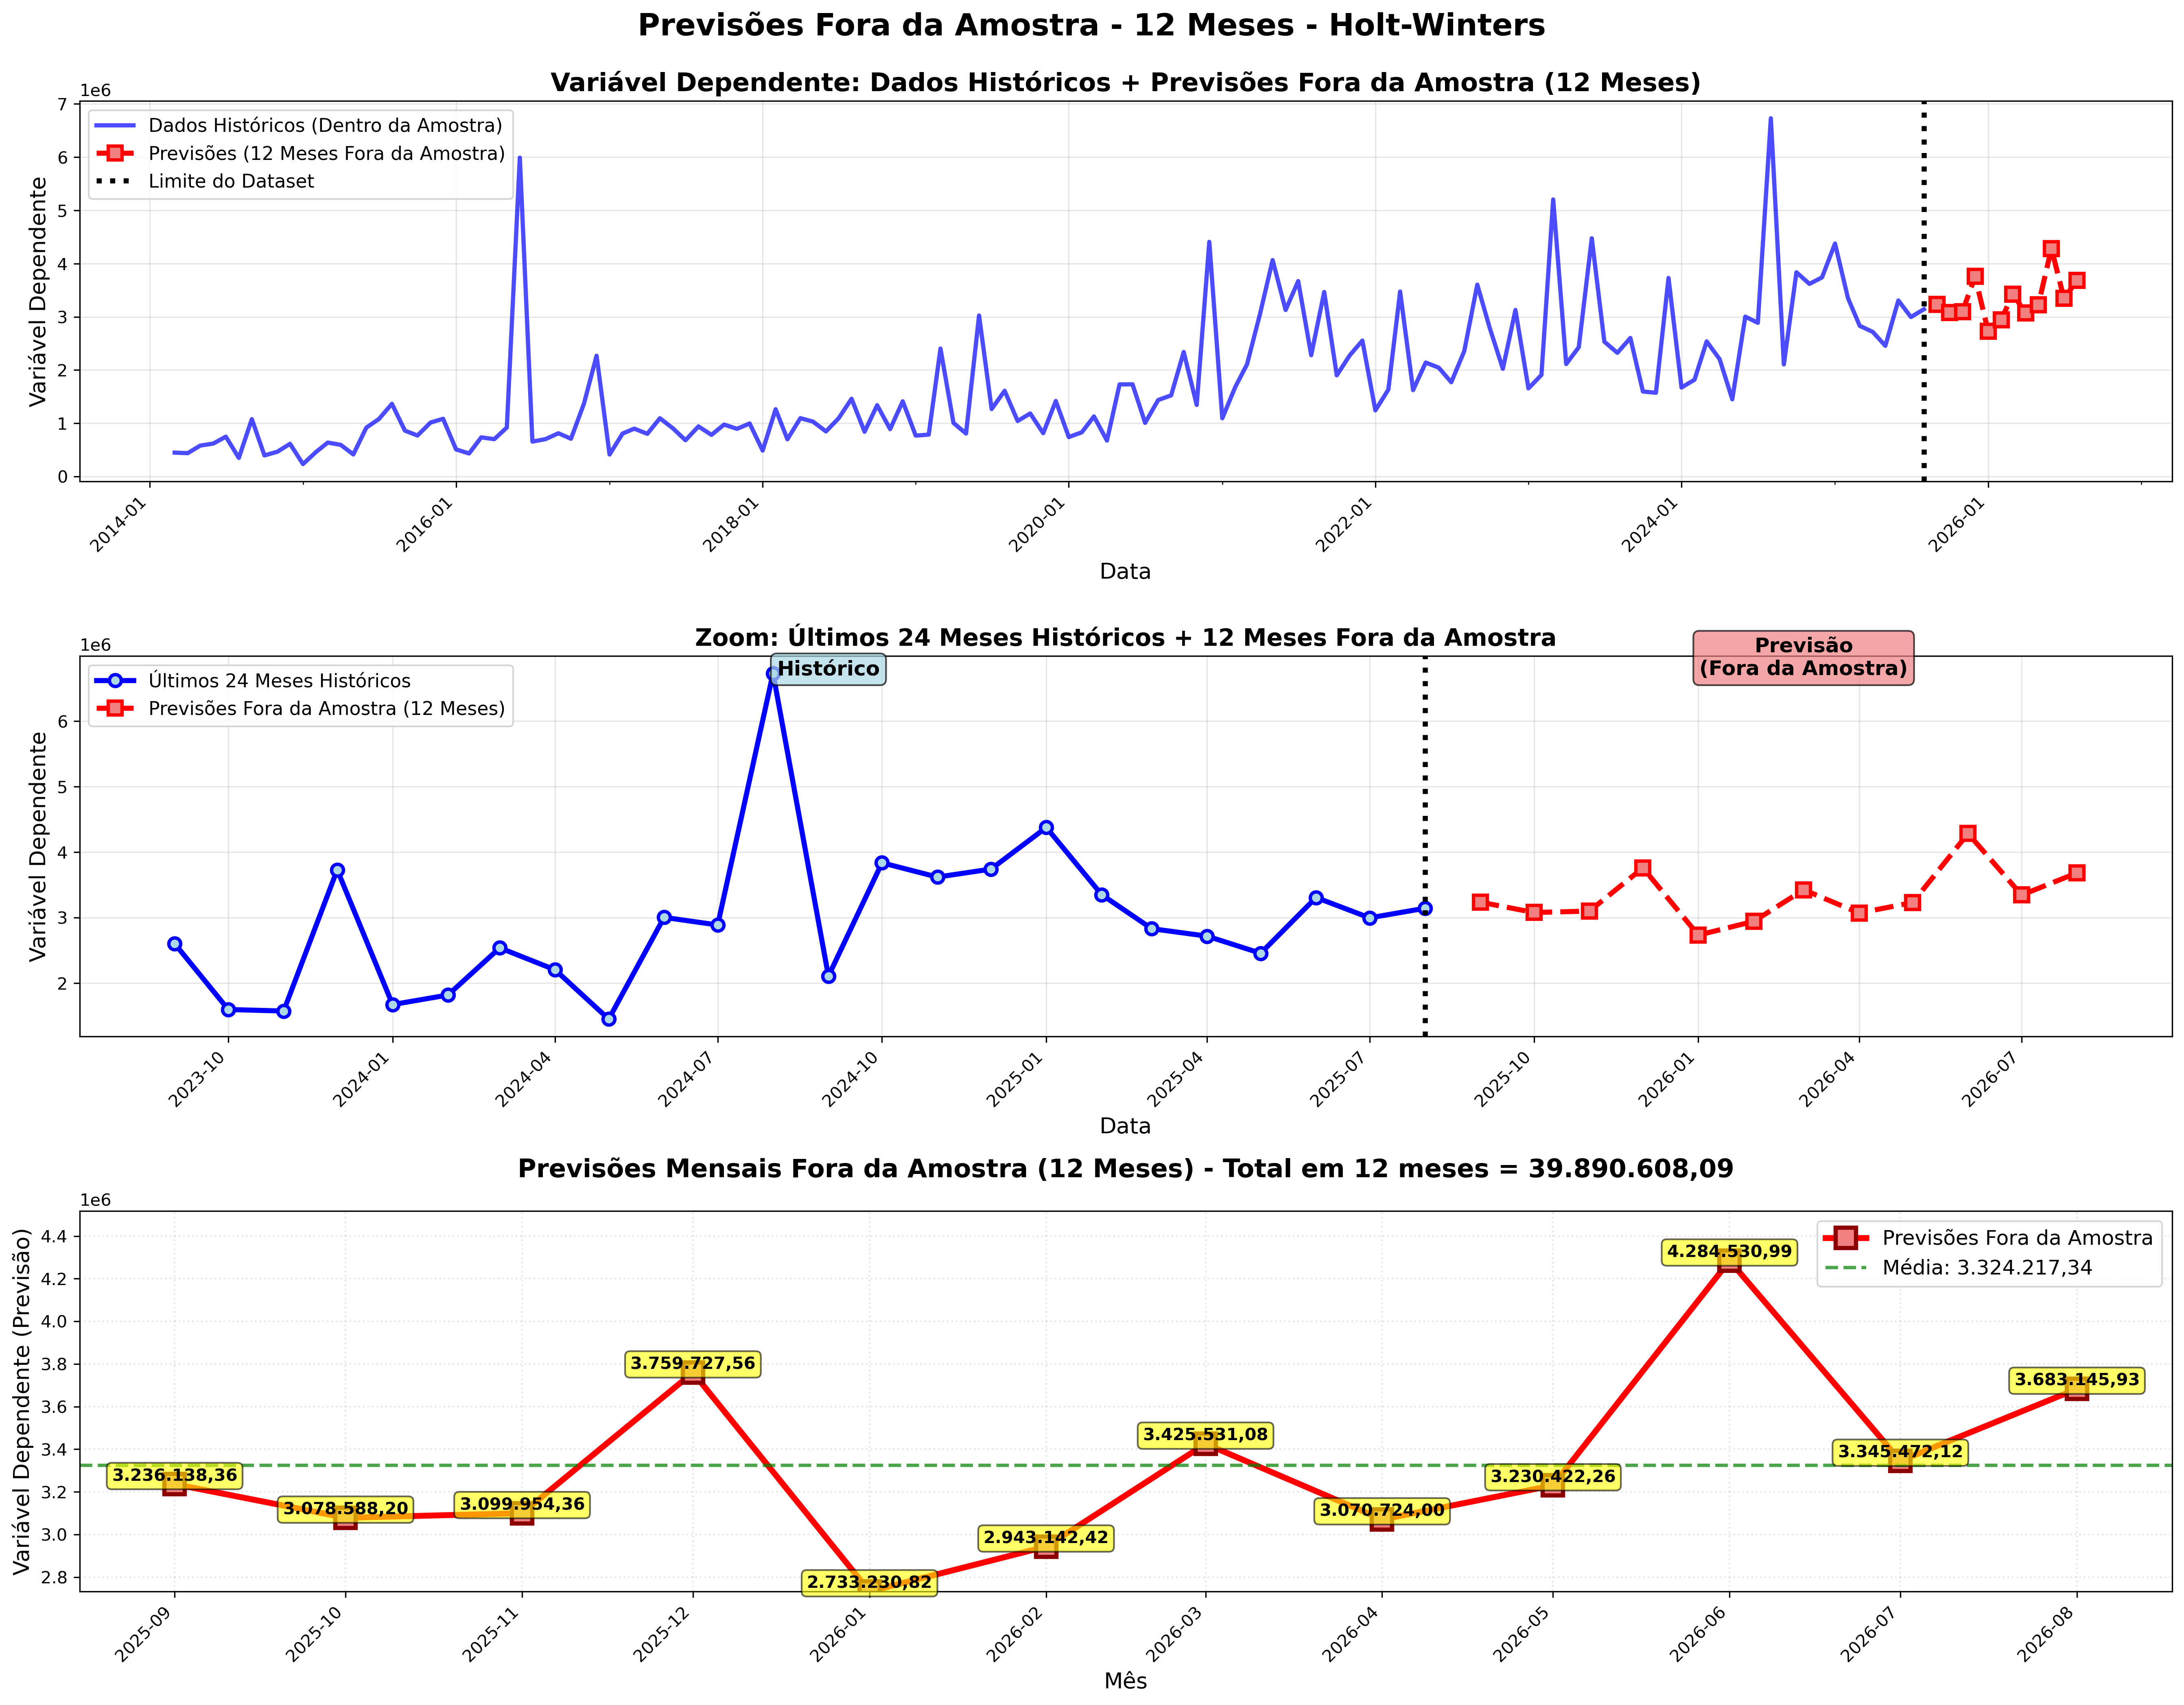 Previsões Fora da Amostra - 12 Meses - Holt-Winters
Variável Dependente: Dados Históricos + Previsões Fora da Amostra (12 Meses)
1e6
Dados Históricos (Dentro da Amostra)
Previsões (12 Meses Fora da Amostra)
Limite do Dataset
Variável Dependente
7
6
5
4
3
2
1
0
2014-01
2016-01
2018-01
2020-01
2022-01
2024-01
2026-01
Data
Zoom: Últimos 24 Meses Históricos + 12 Meses Fora da Amostra
1e6
Últimos 24 Meses Históricos
Previsões Fora da Amostra (12 Meses)
Histórico
Previsão
(Fora da Amostra)
Variável Dependente
6
5
4
3
2
2023-10
2024-01
2024-04
2024-07
2024-10
2025-01
2025-04
2025-07
2025-10
2026-01
2026-04
2026-07
Data
Previsões Mensais Fora da Amostra (12 Meses) - Total em 12 meses = 39.890.608,09
1e6
Previsões Fora da Amostra
Média: 3.324.217,34
Variável Dependente (Previsão)
4.4
4.2
4.0
3.8
3.6
3.4
3.2
3.0
2.8
3.236.138,36
3.078.588,20
3.099.954,36
3.759.727,56
2.733.230,82
2.943.142,42
3.425.531,08
3.070.724,00
3.230.422,26
4.284.530,99
3.345.472,12
3.683.145,93
2025-09
2025-10
2025-11
2025-12
2026-01
2026-02
2026-03
2026-04
2026-05
2026-06
2026-07
2026-08
Mês